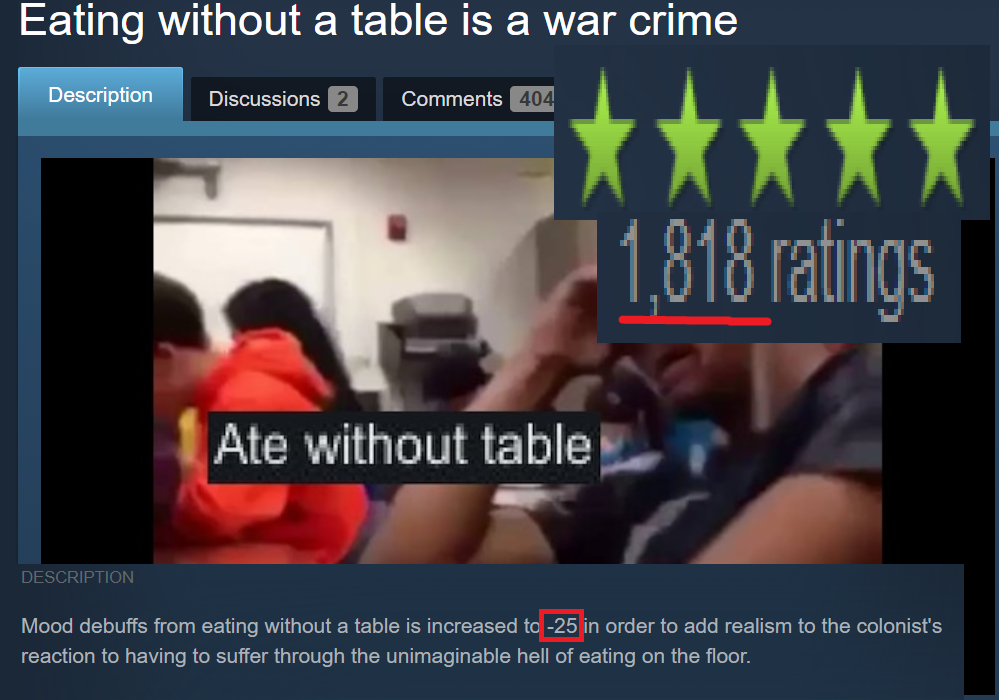 Eating without a table is a war crime
Description
Discussions 2
Comments 404
1,818 ratings
Ate without table
DESCRIPTION
Mood debuffs from eating without a table is increased to -25 in order to add realism to the colonist's
reaction to having to suffer through the unimaginable hell of eating on the floor.